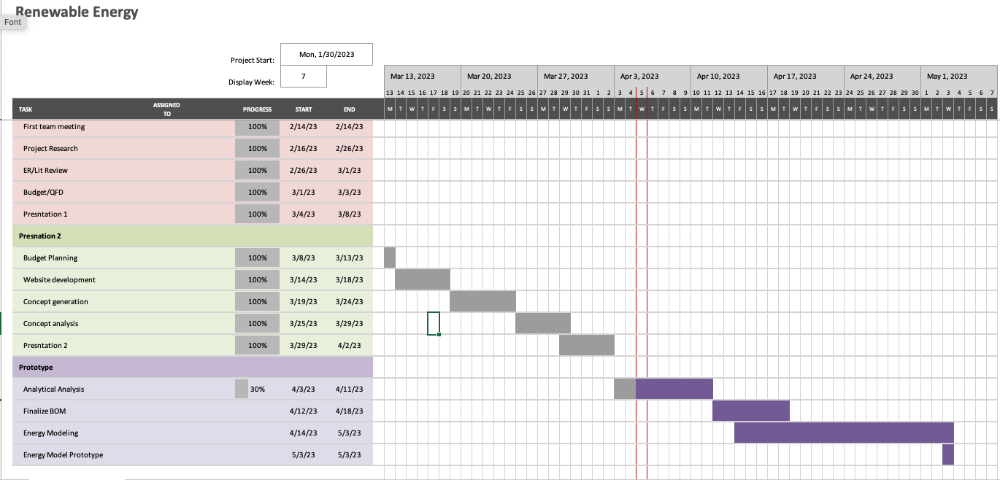 Renewable Energy
Font
Project Start: Mon, 1/30/2023
Display Week: 7
Mar 13, 2023 Mar 20, 2023 Mar 27, 2023 Apr 3, 2023 Apr 10, 2023 Apr 17, 2023 Apr 24, 2023 May 1, 2023
13 14 15 16 17 18 19 20 21 22 23 24 25 26 27 28 29 30 31 1 2 3 4 5 6 7 8 9 10 11 12 13 14 15 16 17 18 19 20 21 22 23 24 25 26 27 28 29 30 1 2 3 4 5 6 7
TASK ASSIGNED TO PROGRESS START END M T W T F S S M T W T F S S M T W T F S S M T W T F S S M T W T F S S M T W T F S S M T W T F S S M T W T F S S
First team meeting 100% 2/14/23 2/14/23
Project Research 100% 2/16/23 2/26/23
ER/Lit Review 100% 2/26/23 3/1/23
Budget/QFD 100% 3/1/23 3/3/23
Presntation 1 100% 3/4/23 3/8/23
Presnation 2
Budget Planning 100% 3/8/23 3/13/23
Website development 100% 3/14/23 3/18/23
Concept generation 100% 3/19/23 3/24/23
Concept analysis 100% 3/25/23 3/29/23
Presntation 2 100% 3/29/23 4/2/23
Prototype
Analytical Analysis 30% 4/3/23 4/11/23
Finalize BOM 4/12/23 4/18/23
Energy Modeling 4/14/23 5/3/23
Energy Model Prototype 5/3/23 5/3/23